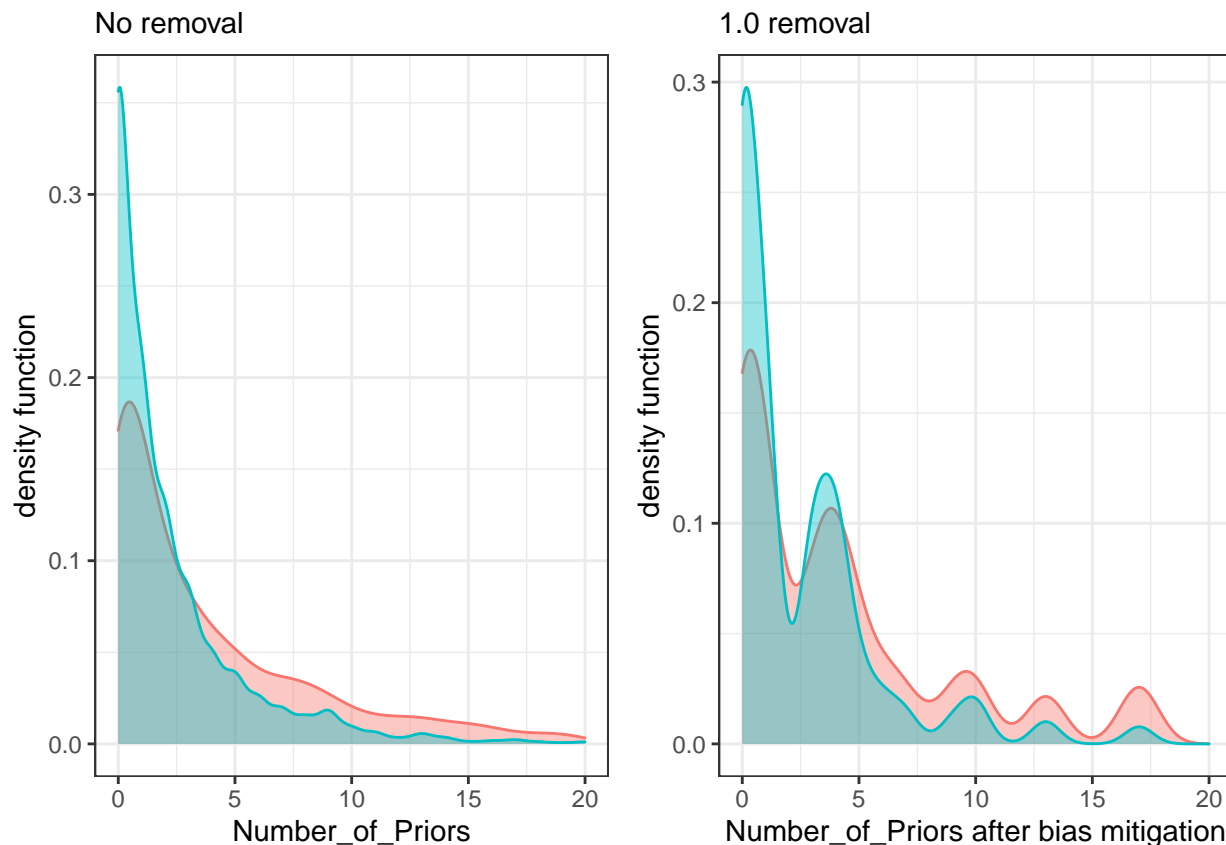 No removal
1.0 removal
density function
0.3
0.2
0.1
0.0
0 5 10 15 20
Number_of_Priors
density function
0.3
0.2
0.1
0.0
0 5 10 15 20
Number_of_Priors after bias mitigation